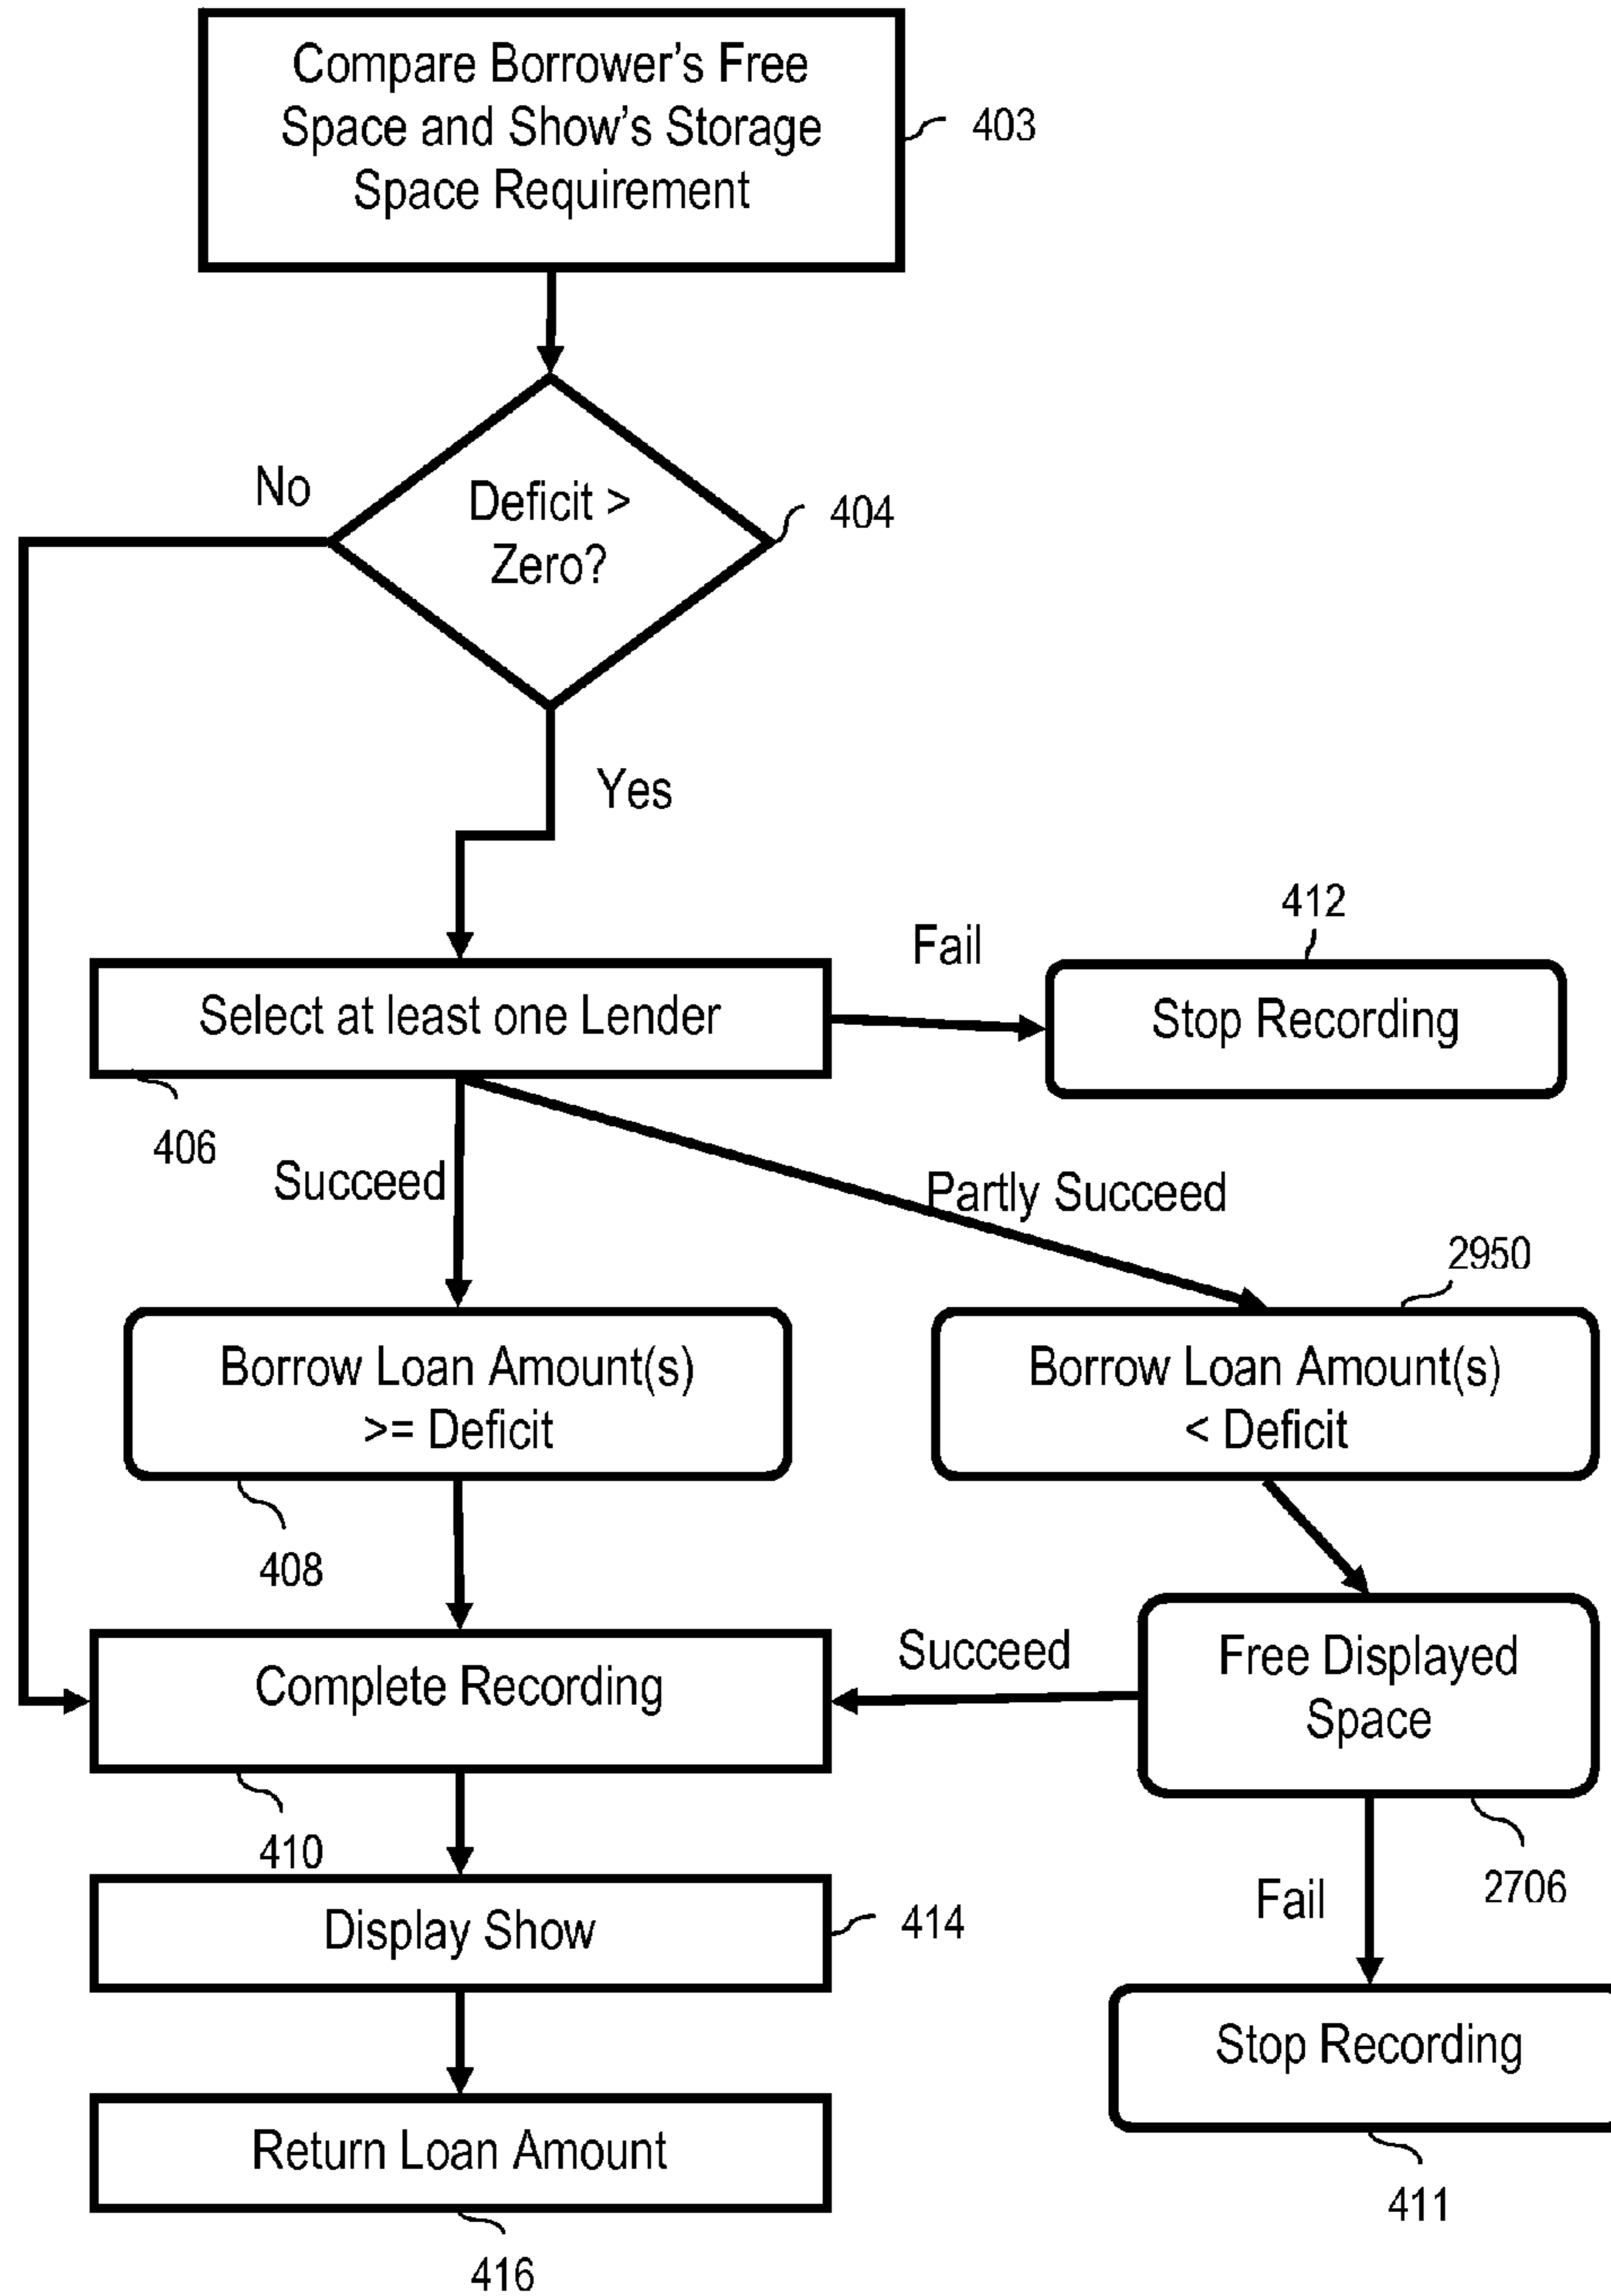 Compare Borrower's Free
Space and Show's Storage
Space Requirement
403
No
Deficit >
Zero?
404
Yes
412
Fail
Select at least one Lender
Stop Recording
406
Succeed
Partly Succeed
2950
Borrow Loan Amount(s)
>= Deficit
Borrow Loan Amount(s)
< Deficit
408
Succeed
Complete Recording
Free Displayed
Space
410
2706
Fail
Display Show
414
Stop Recording
Return Loan Amount
411
416